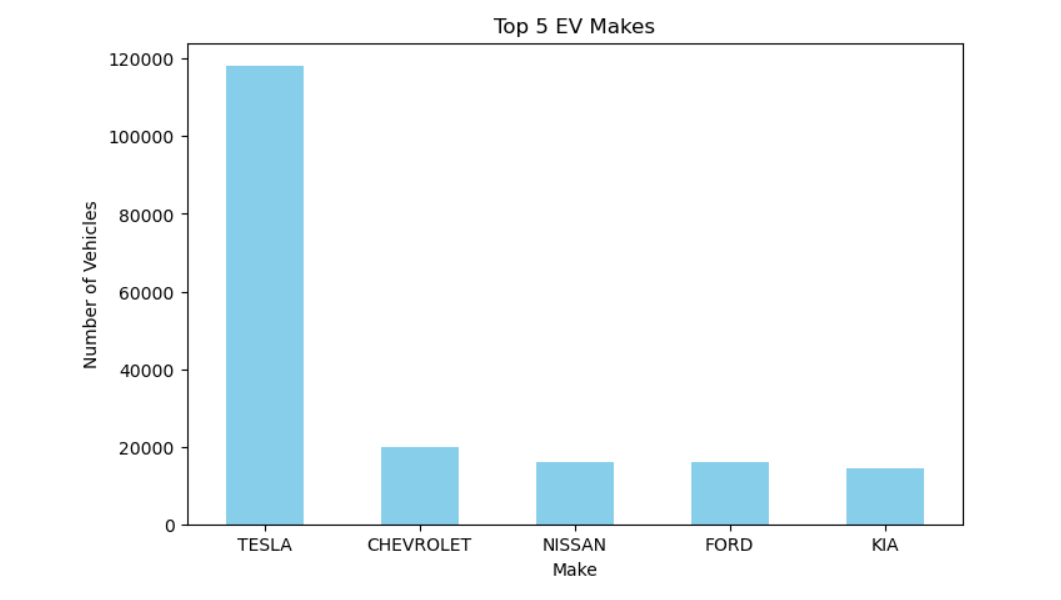 Top 5 EV Makes
120000
100000
80000
60000
40000
20000
0
Number of Vehicles
TESLA CHEVROLET NISSAN FORD KIA
Make